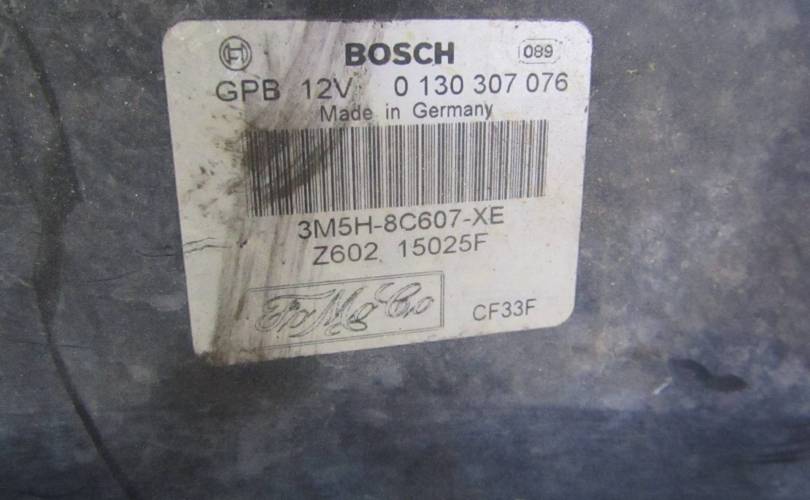 BOSCH 089
GPB 12V 0 130 307 076
Made in Germany
3M5H-8C607-XE
Z602 15025F
FoMoCo CF33F